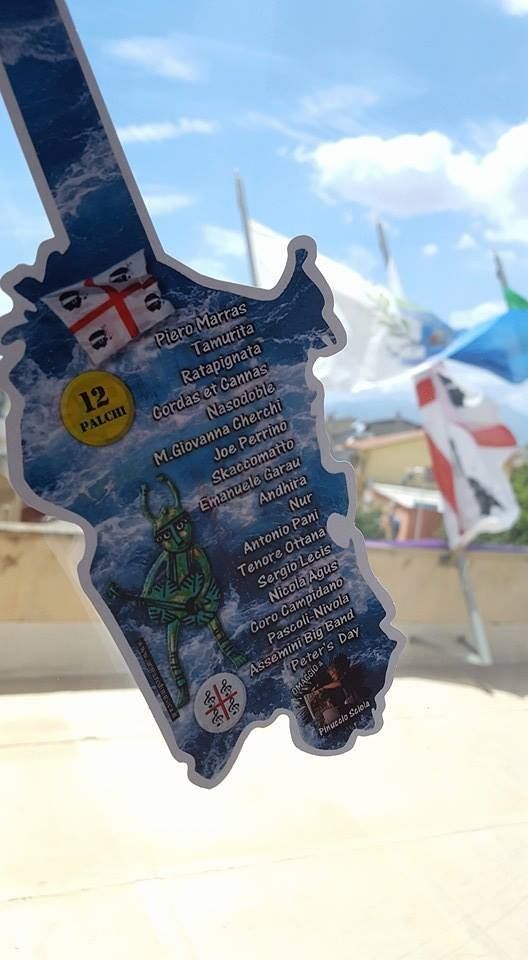 Piero Marras
Tamurita
Ratapignata
Cordas et Cannas
Nasodoble
M.Giovanna Cherchi
Joe Perrino
Skaccomatto
Emanuele Garau
Andhira
Nur
Antonio Pani
Tenore Ottana
Sergio Lecis
Nicola Agus
Coro Campidano
Pascoli-Nivola
Assemini Big Band
Peter's Day
12
PALCHI
OMAGGIO a
Pinuccio Sciola